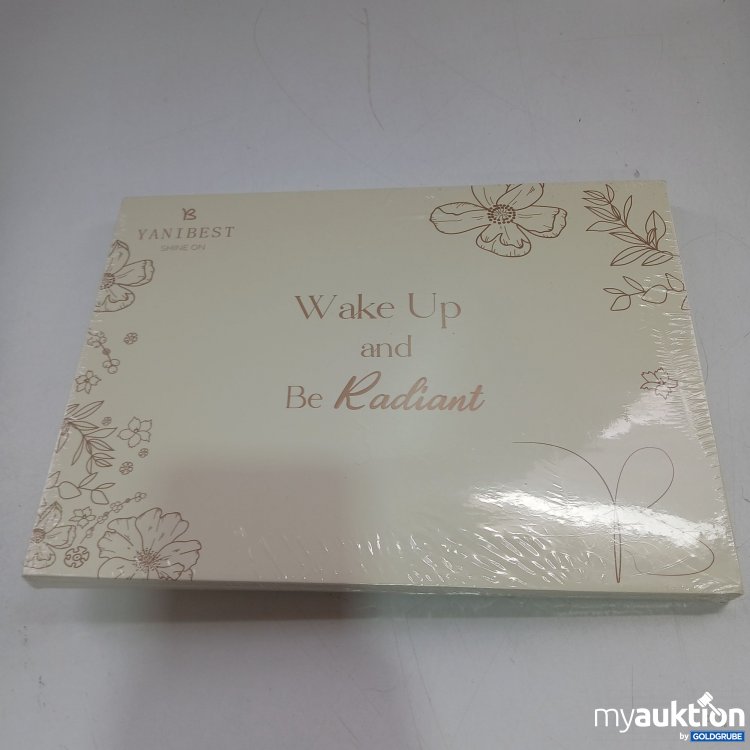 YANIBEST
SHINE ON
Wake Up
and
Be Radiant
myauktion
by GOLDGRUBE